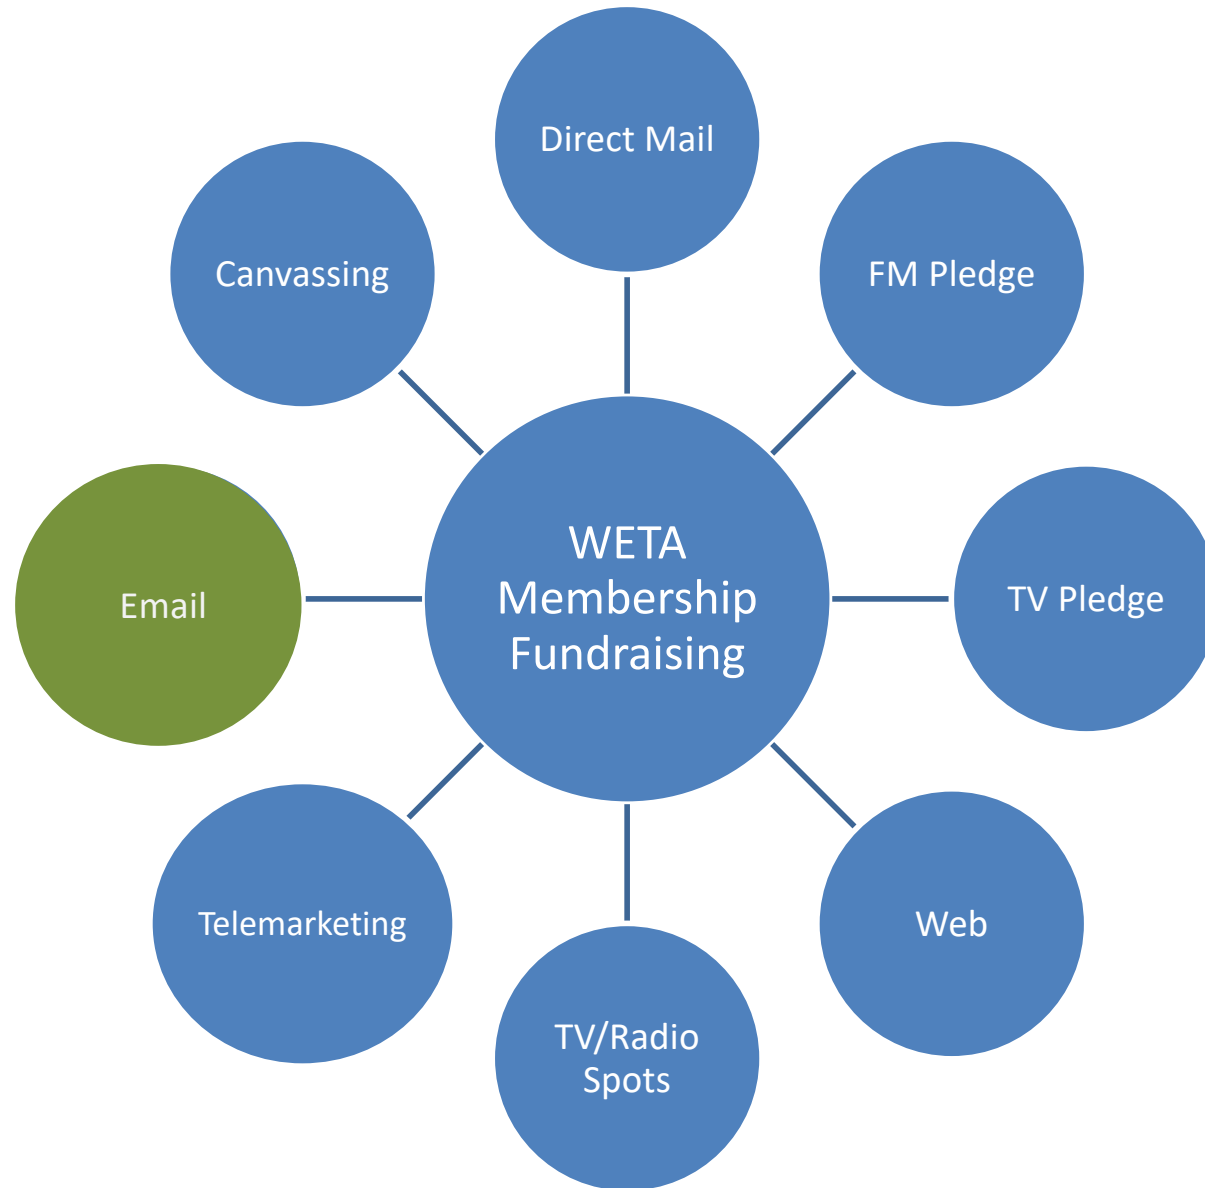 Direct Mail
Canvassing
FM Pledge
WETA
Membership
Fundraising
Email
TV Pledge
Telemarketing
Web
TV/Radio
Spots